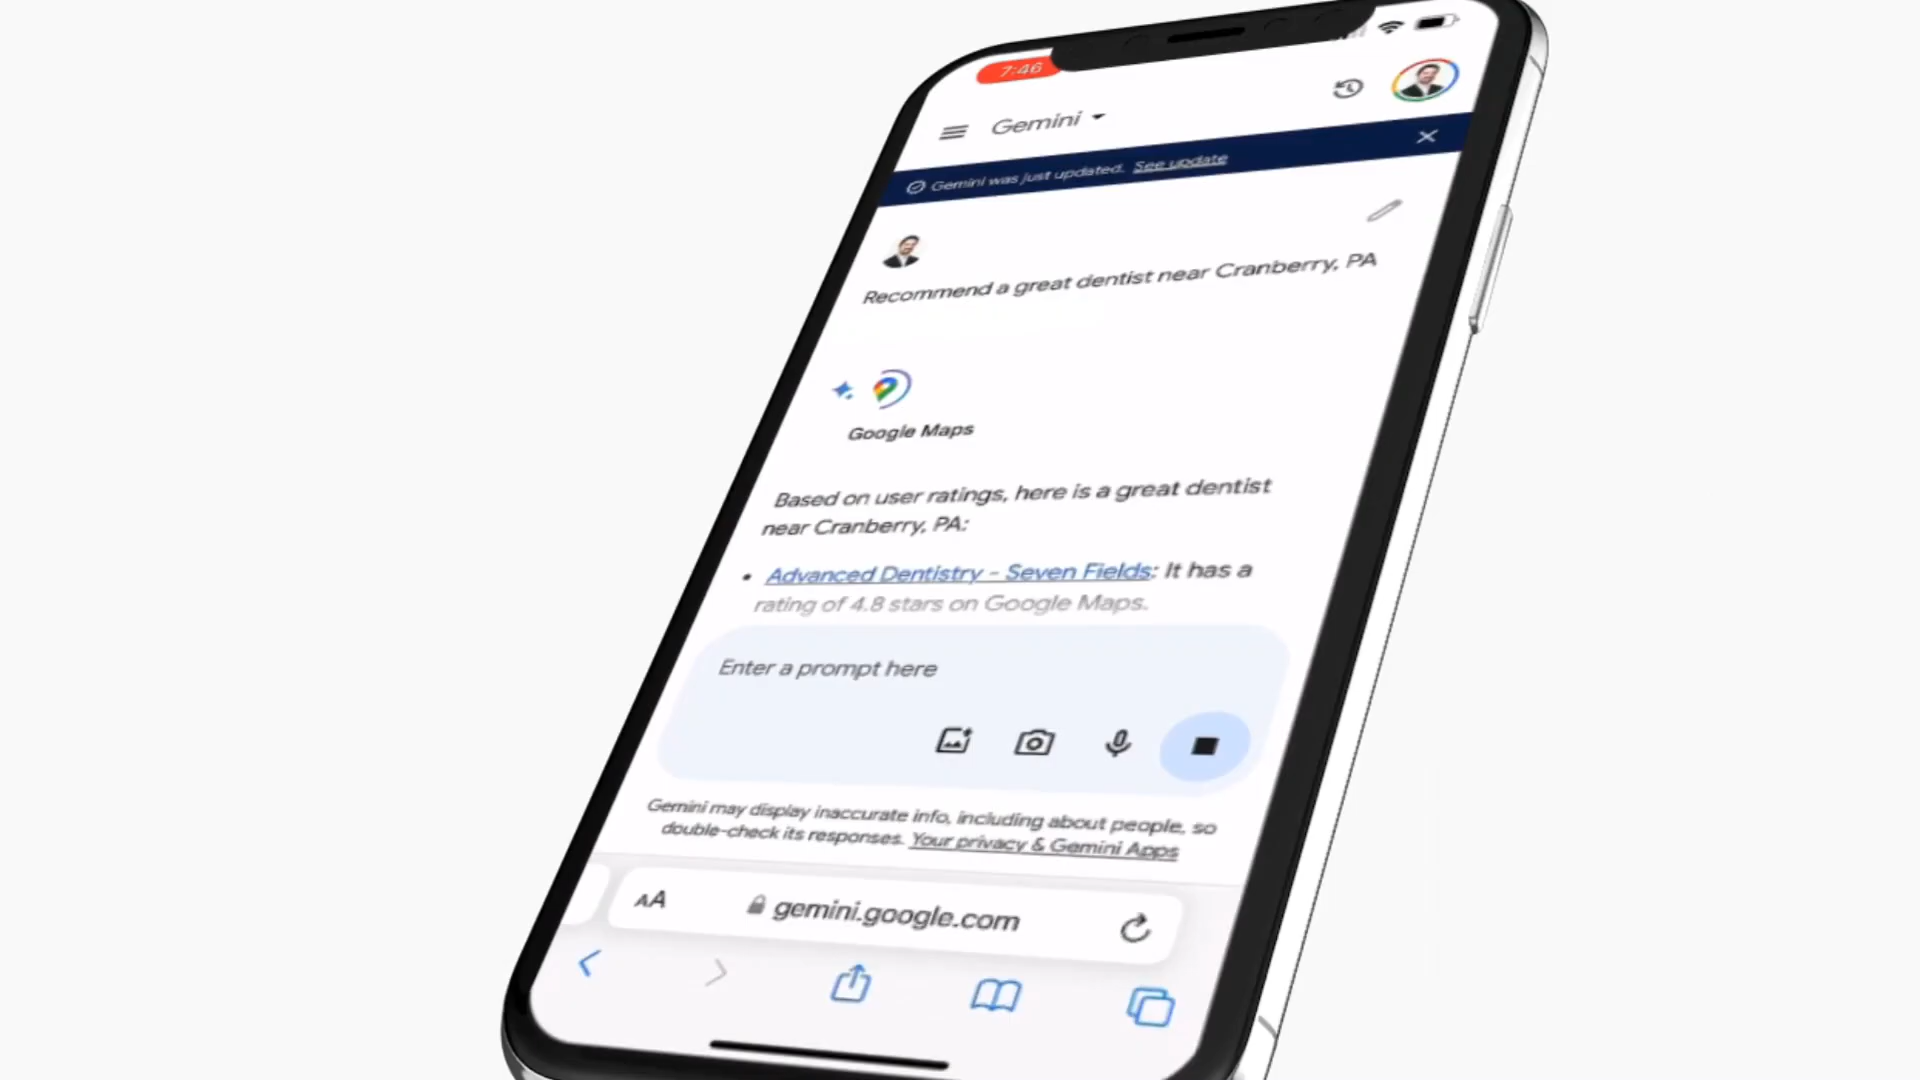 7:46
Gemini
Gemini was just updated. See update
Recommend a great dentist near Cranberry, PA
Google Maps
Based on user ratings, here is a great dentist
near Cranberry, PA:
• Advanced Dentistry - Seven Fields: It has a
rating of 4.8 stars on Google Maps.
Enter a prompt here
Gemini may display inaccurate info, including about people, so
double-check its responses. Your privacy & Gemini Apps
AA
gemini.google.com